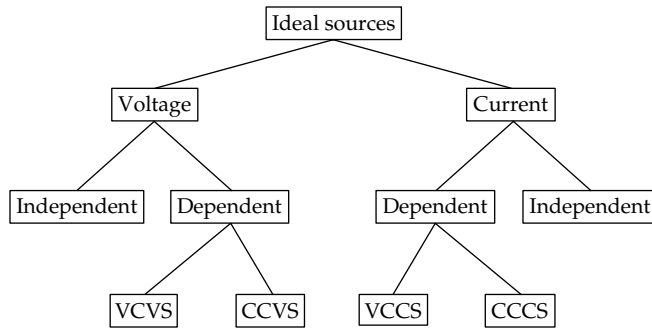 Ideal sources
Voltage
Current
Independent
Dependent
Dependent
Independent
VCVS
CCVS
VCCS
CCCS